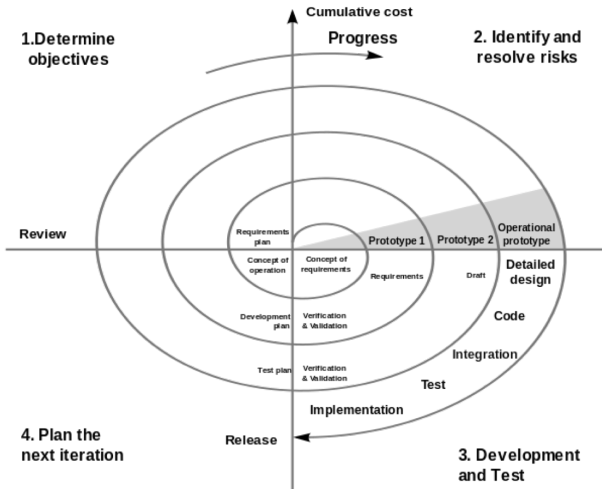 Cumulative cost
Progress
1.Determine
objectives
2. Identify and
resolve risks
Review
Requirements
plan
Prototype 1
Prototype 2
Operational
prototype
Concept of
operation
Concept of
requirements
Requirements
Draft
Detailed
design
Development
plan
Verification
& Validation
Code
Test plan
Verification
& Validation
Integration
Test
Implementation
4. Plan the
next iteration
Release
3. Development
and Test